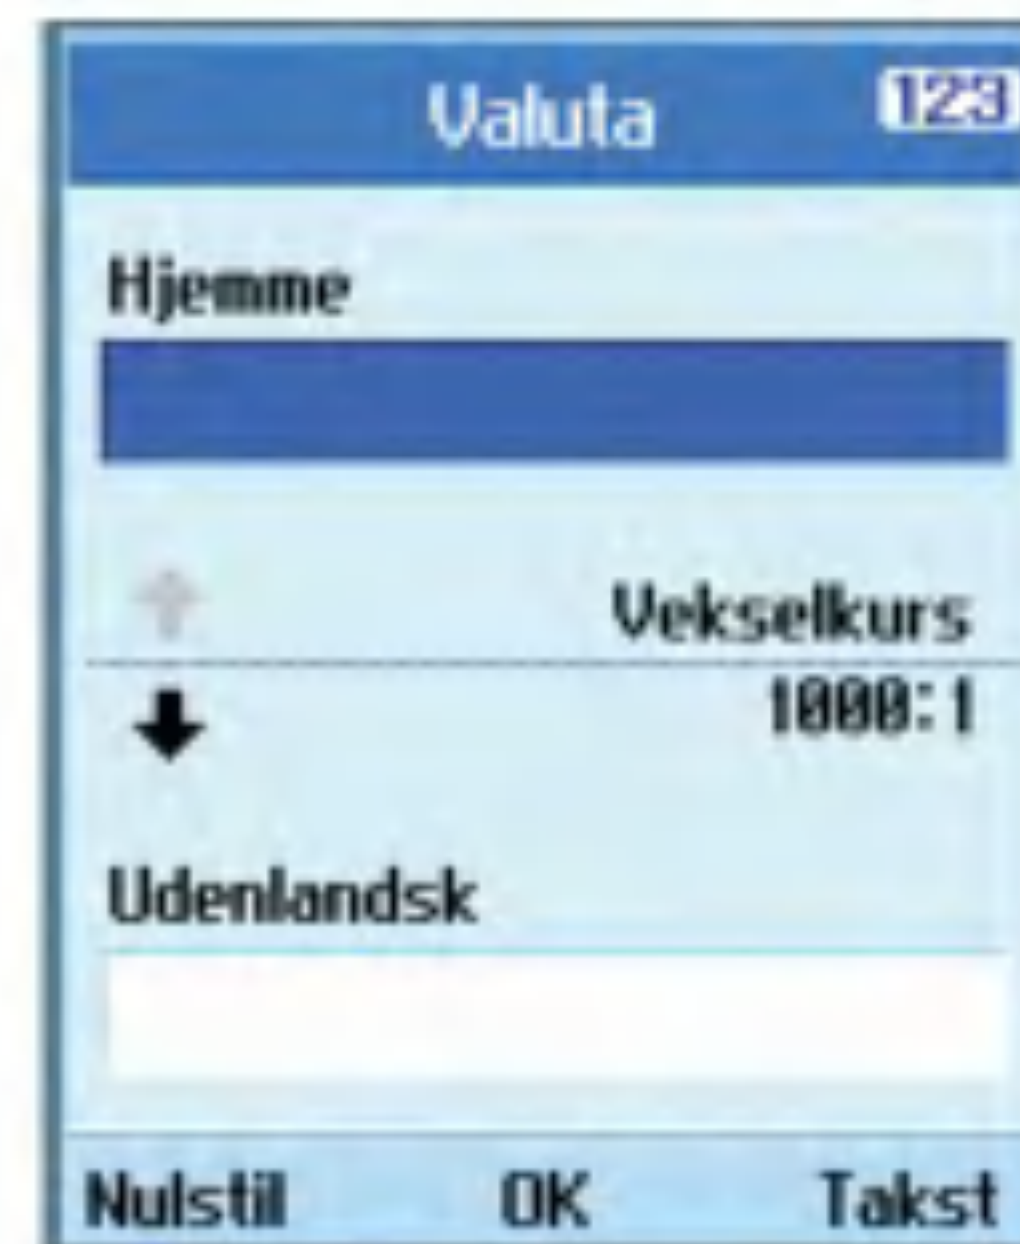 Valuta 123
Hjemme
Vekselkurs
1000:1
Udenlandsk
Nulstil OK Takst